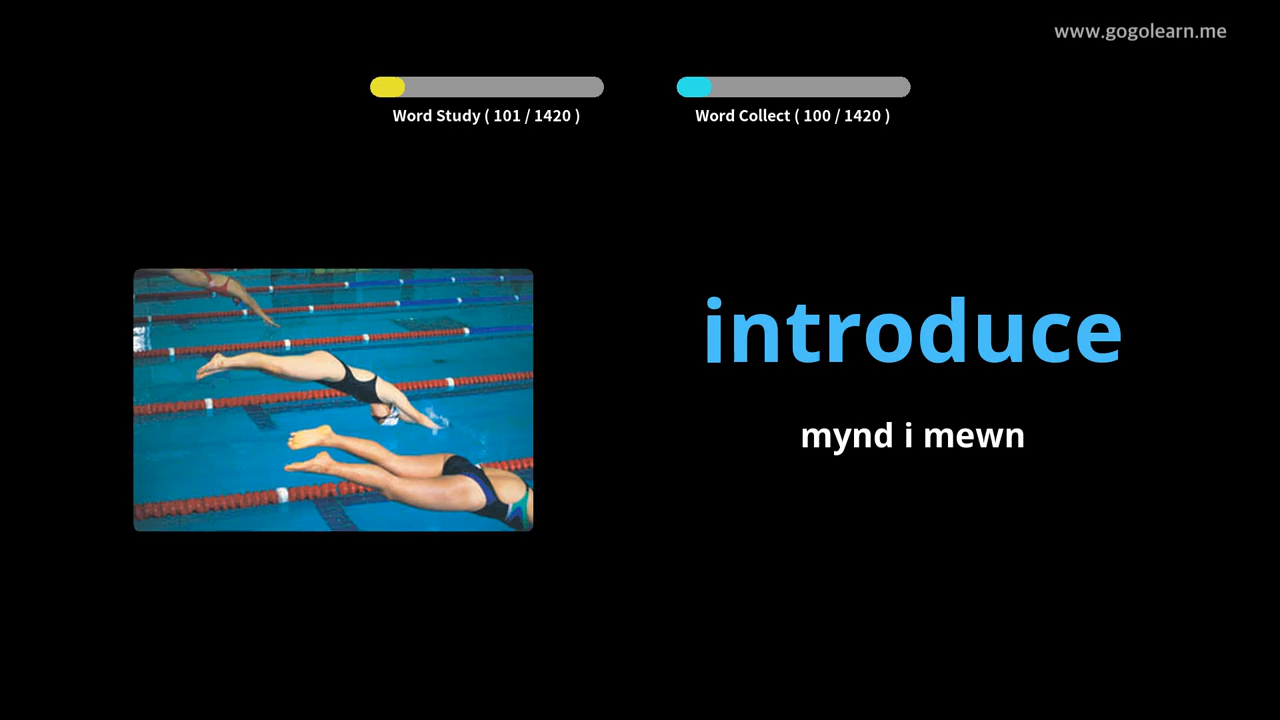 www.gogolearn.me
Word Study ( 101 / 1420 )
Word Collect ( 100 / 1420 )
introduce
mynd i mewn